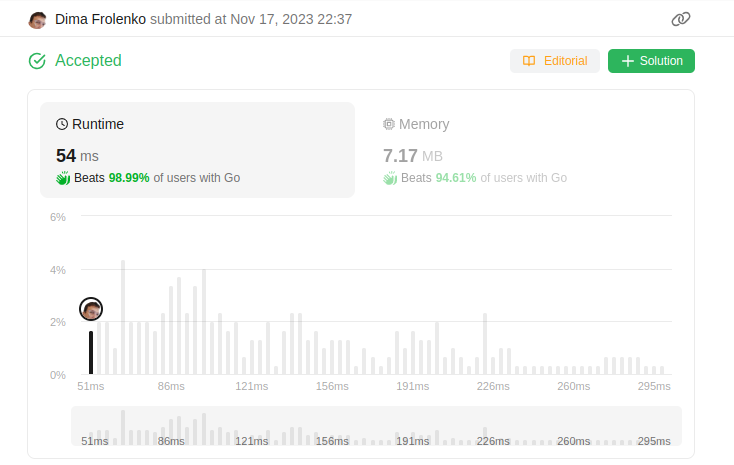 Dima Frolenko submitted at Nov 17, 2023 22:37
Accepted
Editorial
Solution
Runtime
Memory
54 ms
7.17 MB
Beats 98.99% of users with Go
Beats 94.61% of users with Go
6%
4%
2%
0%
51ms 86ms 121ms 156ms 191ms 226ms 260ms 295ms
51ms 86ms 121ms 156ms 191ms 226ms 260ms 295ms